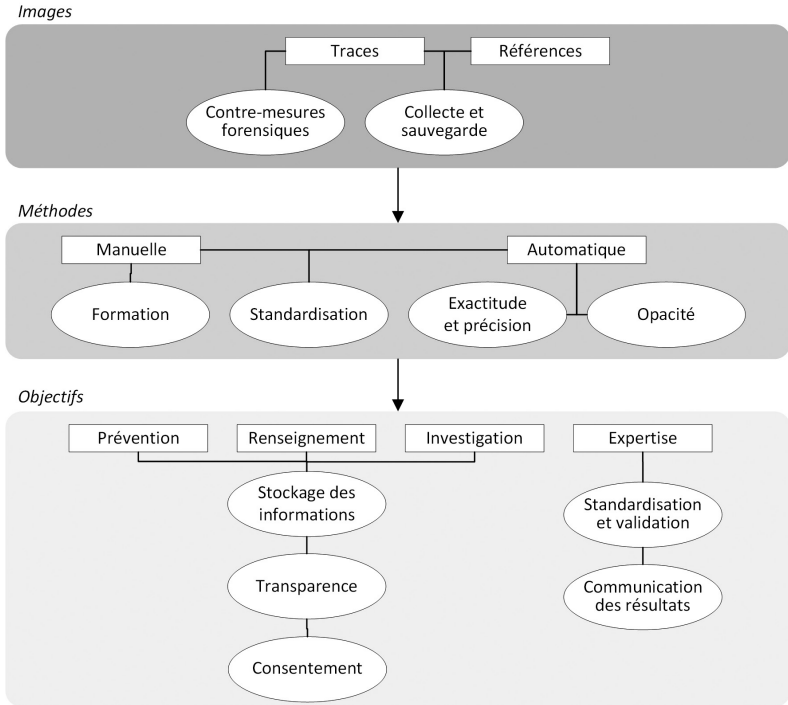 Images
Traces
Références
Contre-mesures
forensiques
Collecte et
sauvegarde
Méthodes
Manuelle
Automatique
Formation
Standardisation
Exactitude
et précision
Opacité
Objectifs
Prévention
Renseignement
Investigation
Expertise
Stockage des
informations
Standardisation
et validation
Transparence
Communication
des résultats
Consentement